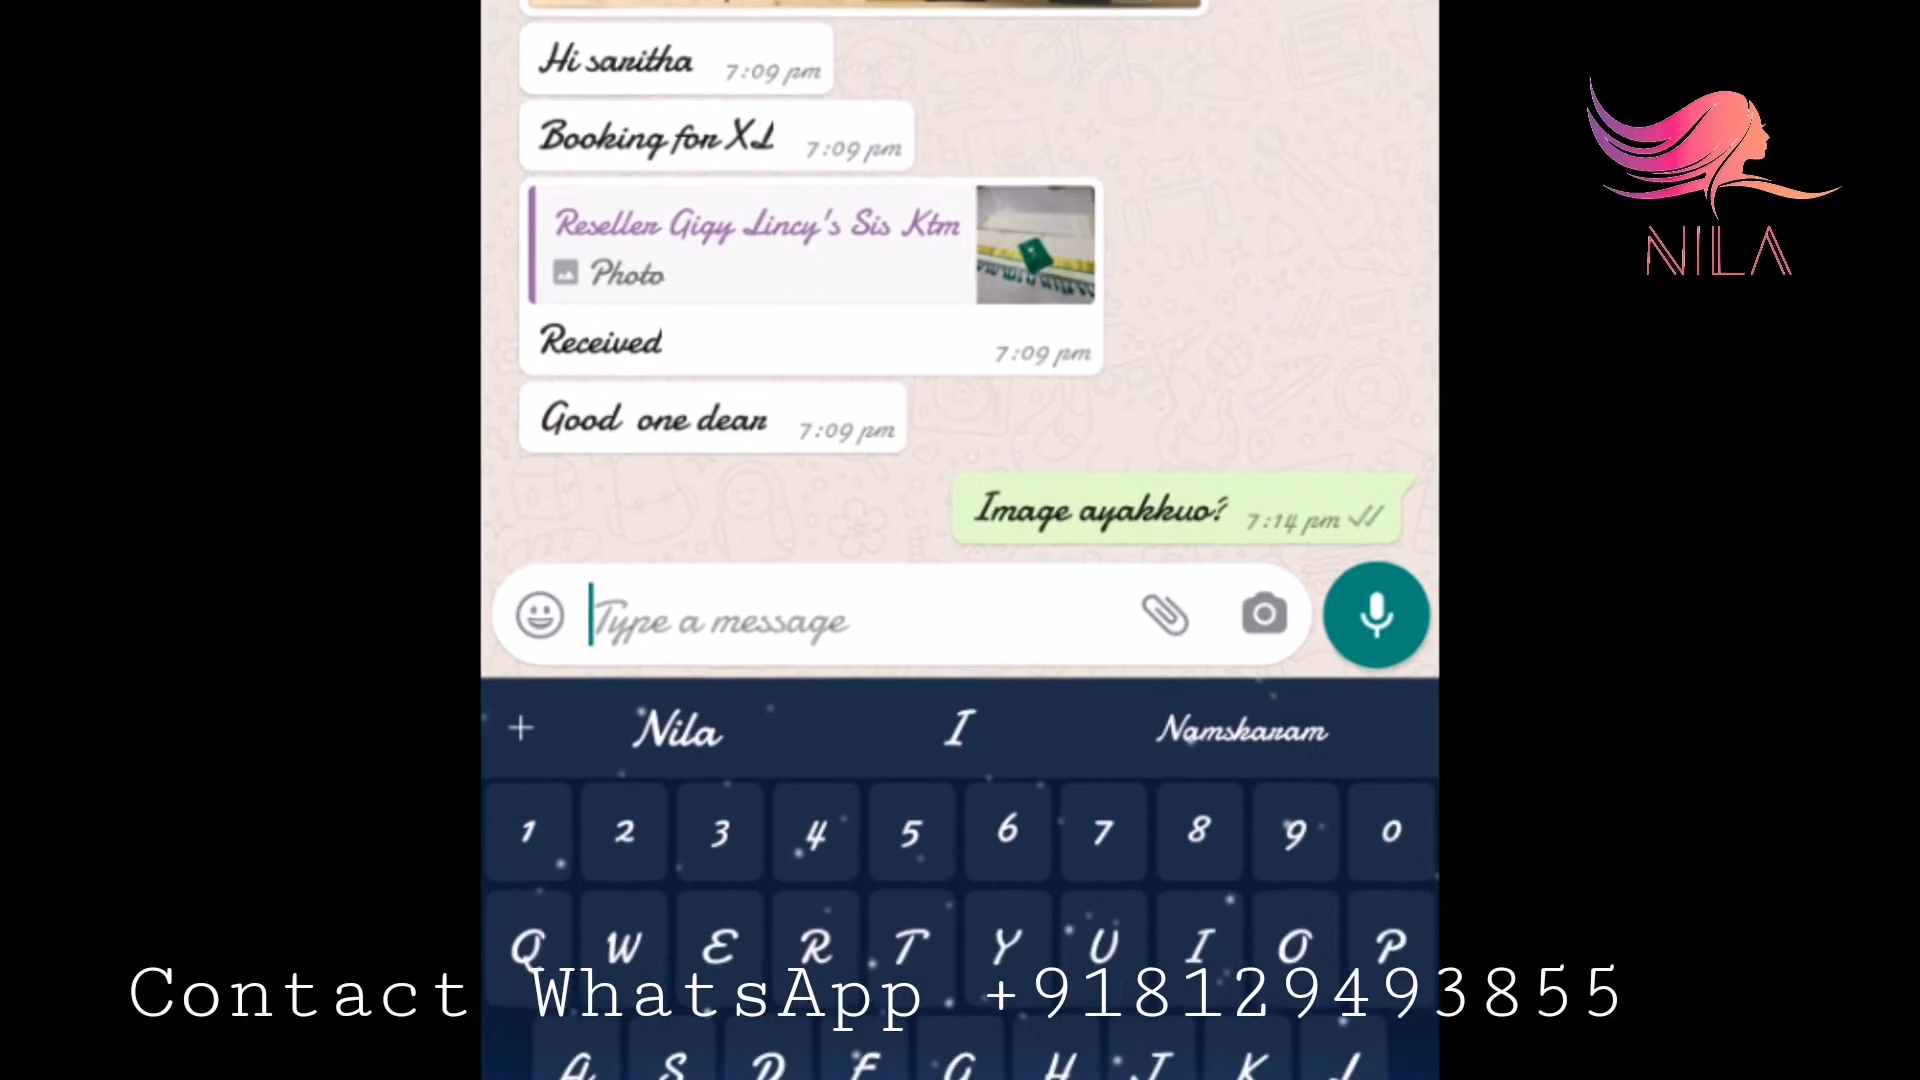 Hi saritha 7:09 pm
Booking for XL 7:09 pm
Reseller Gigy Lincy's Sis Ktm
Photo
Received 7:09 pm
Good one dear 7:09 pm
Image ayakkuo? 7:14 pm
Type a message
+ Nila I Namskaram
1 2 3 4 5 6 7 8 9 0
Q W E R T Y U I O P
A S D F G H J K L
Contact WhatsApp +918129493855
NILA